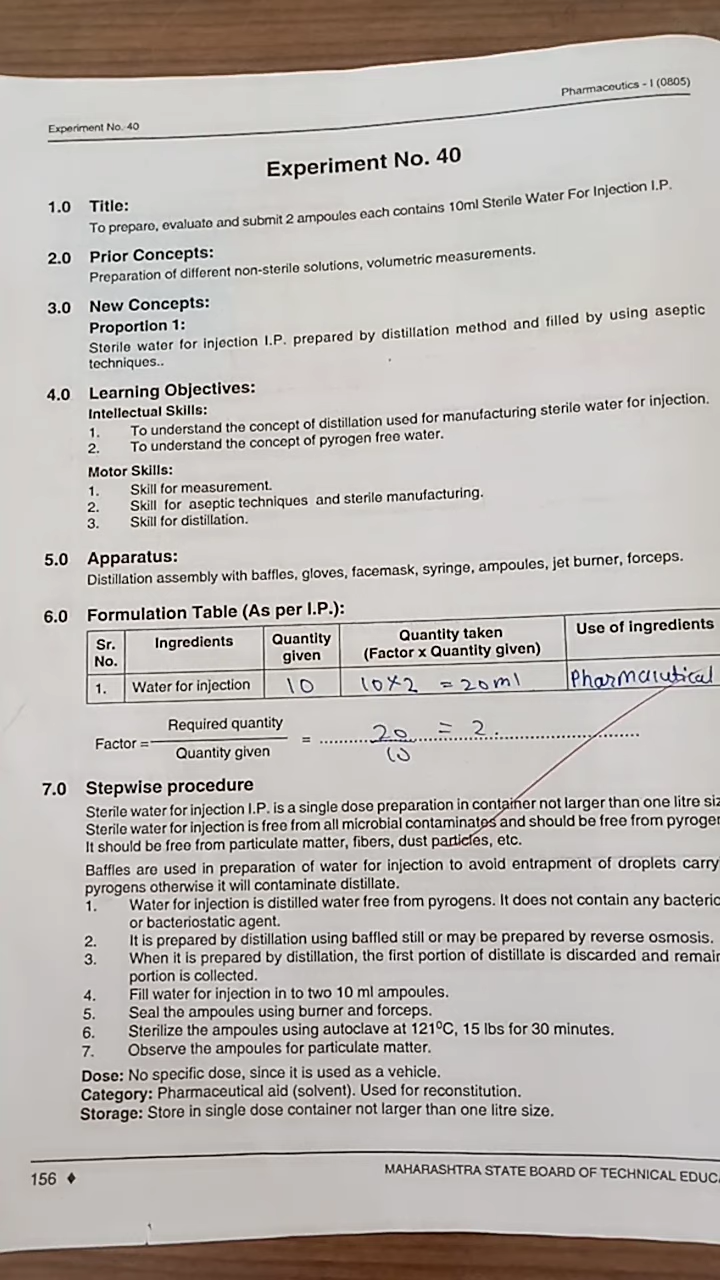 Pharmaceutics - I (0805)
Experiment No. 40
Experiment No. 40
1.0 Title:
To prepare, evaluate and submit 2 ampoules each contains 10ml Sterile Water For Injection I.P.
2.0 Prior Concepts:
Preparation of different non-sterile solutions, volumetric measurements.
3.0 New Concepts:
Proportion 1:
Sterile water for injection I.P. prepared by distillation method and filled by using aseptic
techniques..
4.0 Learning Objectives:
Intellectual Skills:
1. To understand the concept of distillation used for manufacturing sterile water for injection.
2. To understand the concept of pyrogen free water.
Motor Skills:
1. Skill for measurement.
2. Skill for aseptic techniques and sterile manufacturing.
3. Skill for distillation.
5.0 Apparatus:
Distillation assembly with baffles, gloves, facemask, syringe, ampoules, jet burner, forceps.
6.0 Formulation Table (As per I.P.):
Sr. No. Ingredients Quantity given Quantity taken (Factor x Quantity given) Use of ingredients
1. Water for injection 10 10×2 = 20ml Pharmaceutical
Factor = Required quantity / Quantity given = 20 / 10 = 2.
7.0 Stepwise procedure
Sterile water for injection I.P. is a single dose preparation in container not larger than one litre siz
Sterile water for injection is free from all microbial contaminates and should be free from pyroger
It should be free from particulate matter, fibers, dust particles, etc.
Baffles are used in preparation of water for injection to avoid entrapment of droplets carry
pyrogens otherwise it will contaminate distillate.
1. Water for injection is distilled water free from pyrogens. It does not contain any bacteric
or bacteriostatic agent.
2. It is prepared by distillation using baffled still or may be prepared by reverse osmosis.
3. When it is prepared by distillation, the first portion of distillate is discarded and remair
portion is collected.
4. Fill water for injection in to two 10 ml ampoules.
5. Seal the ampoules using burner and forceps.
6. Sterilize the ampoules using autoclave at 121⁰C, 15 lbs for 30 minutes.
7. Observe the ampoules for particulate matter.
Dose: No specific dose, since it is used as a vehicle.
Category: Pharmaceutical aid (solvent). Used for reconstitution.
Storage: Store in single dose container not larger than one litre size.
156 ♦
MAHARASHTRA STATE BOARD OF TECHNICAL EDUC